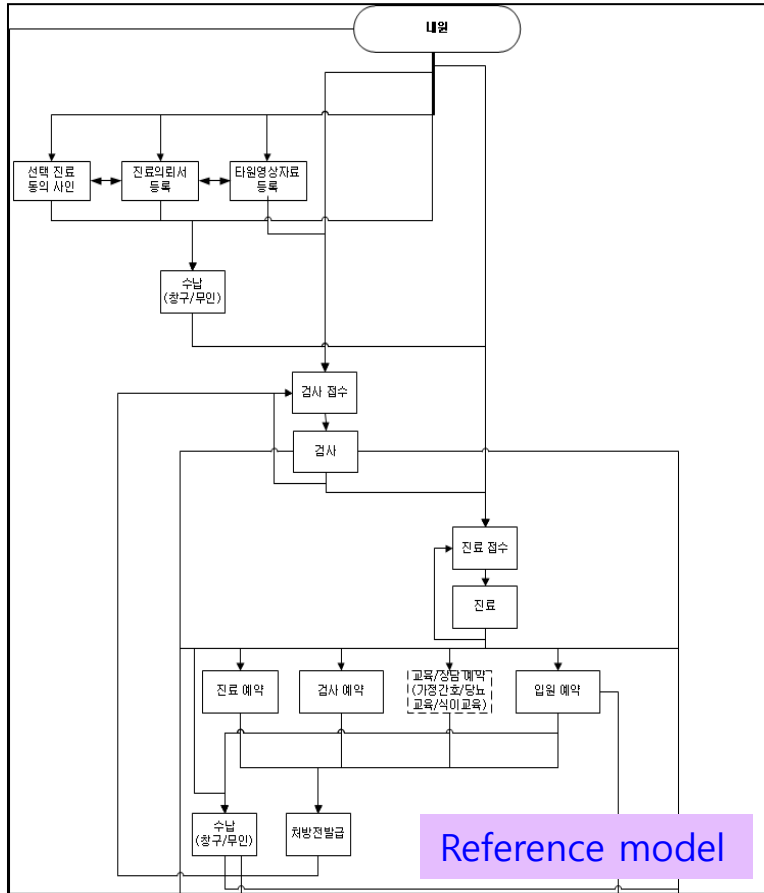 내원
선택 진료
동의 사인
진료의뢰서
등록
타원영상자료
등록
수납
(창구/무인)
검사 접수
검사
진료 접수
진료
진료 예약
검사 예약
교육/상담 예약
(가정간호/당뇨
교육/식이교육)
입원 예약
수납
(창구/무인)
처방전발급
Reference model